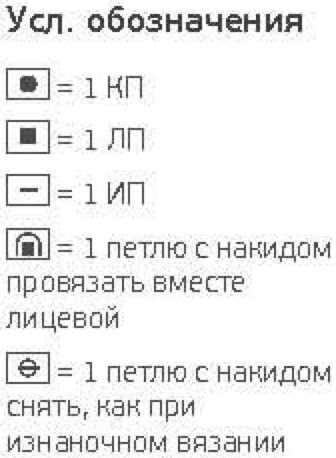 Усл. обозначения
= 1 КП
= 1 ЛП
= 1 ИП
= 1 петлю с накидом
провязать вместе
лицевой
= 1 петлю с накидом
снять, как при
изнаночном вязании